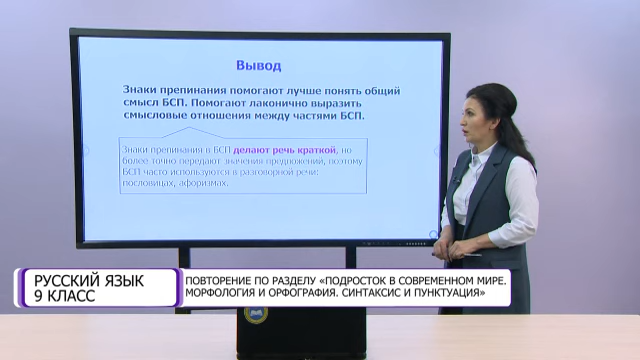 Вывод
Знаки препинания помогают лучше понять общий
смысл БСП. Помогают лаконично выразить
смысловые отношения между частями БСП.
Знаки препинания в БСП делают речь краткой, но
более точно передают значения предложений, поэтому
БСП часто используются в разговорной речи:
пословицах, афоризмах.
РУССКИЙ ЯЗЫК
9 КЛАСС
ПОВТОРЕНИЕ ПО РАЗДЕЛУ «ПОДРОСТОК В СОВРЕМЕННОМ МИРЕ.
МОРФОЛОГИЯ И ОРФОГРАФИЯ. СИНТАКСИС И ПУНКТУАЦИЯ»